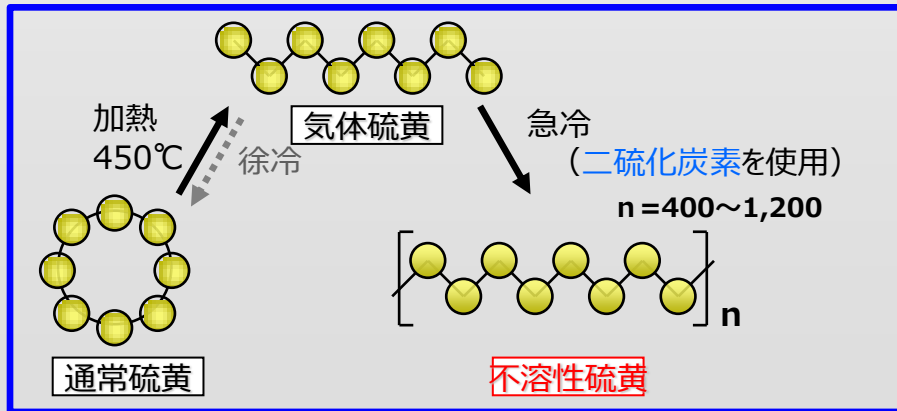 気体硫黄
加熱
450℃
徐冷
急冷
（二硫化炭素を使用）
n＝400～1,200
n
通常硫黄
不溶性硫黄